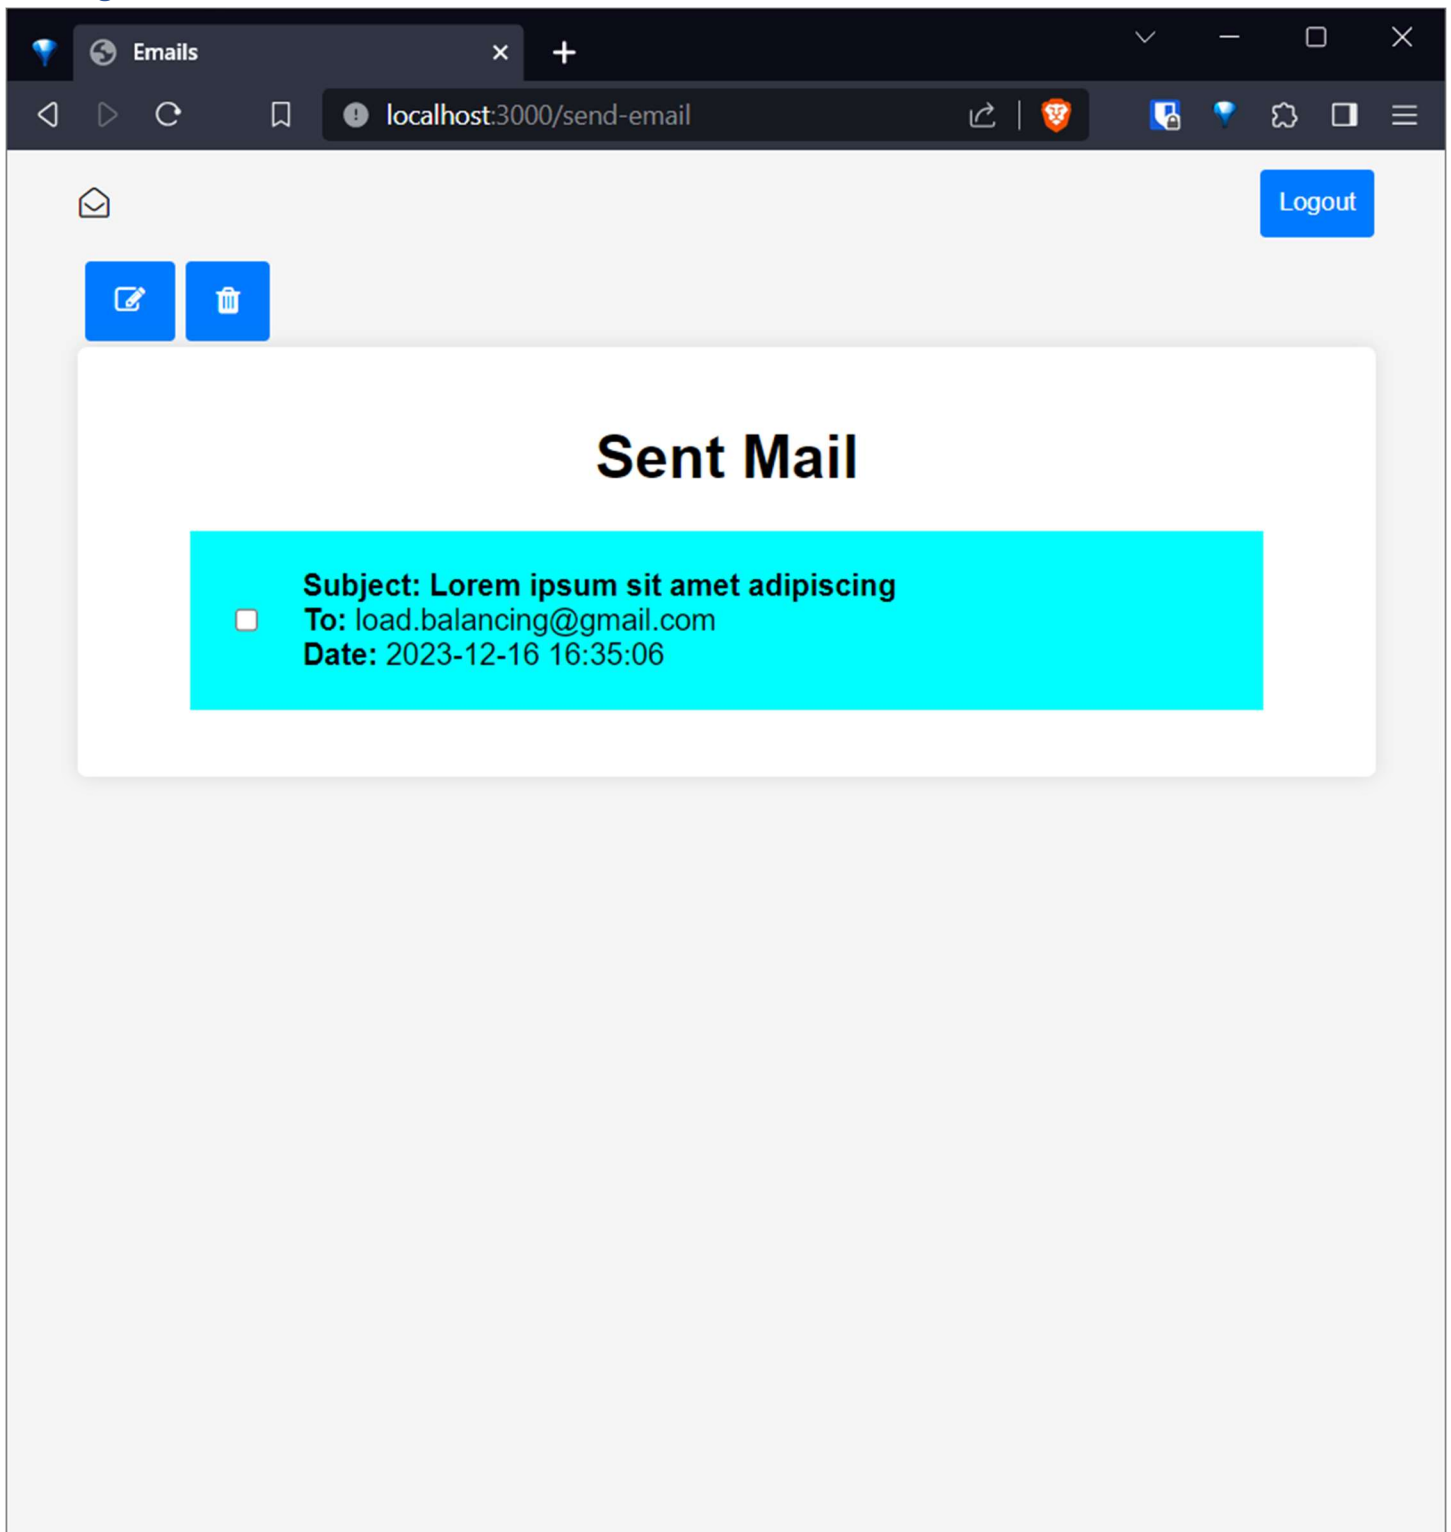 Emails
localhost:3000/send-email
Logout
Sent Mail
Subject: Lorem ipsum sit amet adipiscing
To: load.balancing@gmail.com
Date: 2023-12-16 16:35:06